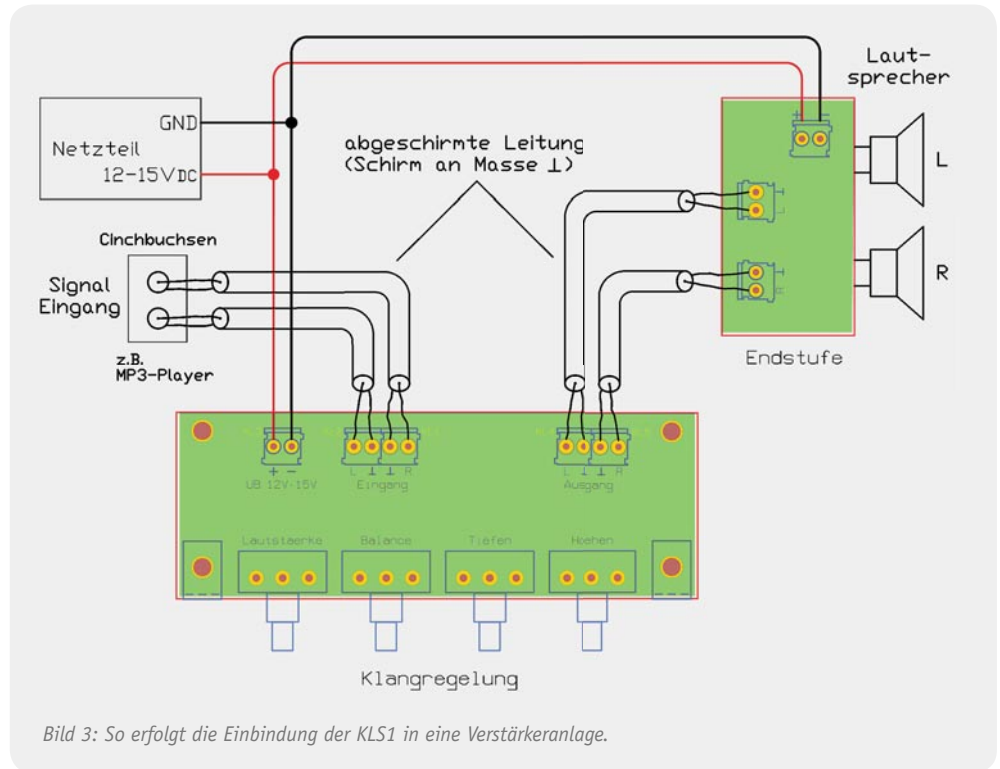 Laut-
sprecher
GND
Netzteil
12-15VDC
abgeschirmte Leitung
(Schirm an Masse ⊥)
L
Cinchbuchsen
Signal
Eingang
R
z.B.
MP3-Player
Endstufe
+ −
L ⊥ ⊥ R
L ⊥ ⊥ R
UB 12V-15V
Eingang
Ausgang
Lautstaerke
Balance
Tiefen
Hoehen
Klangregelung
Bild 3: So erfolgt die Einbindung der KLS1 in eine Verstärkeranlage.